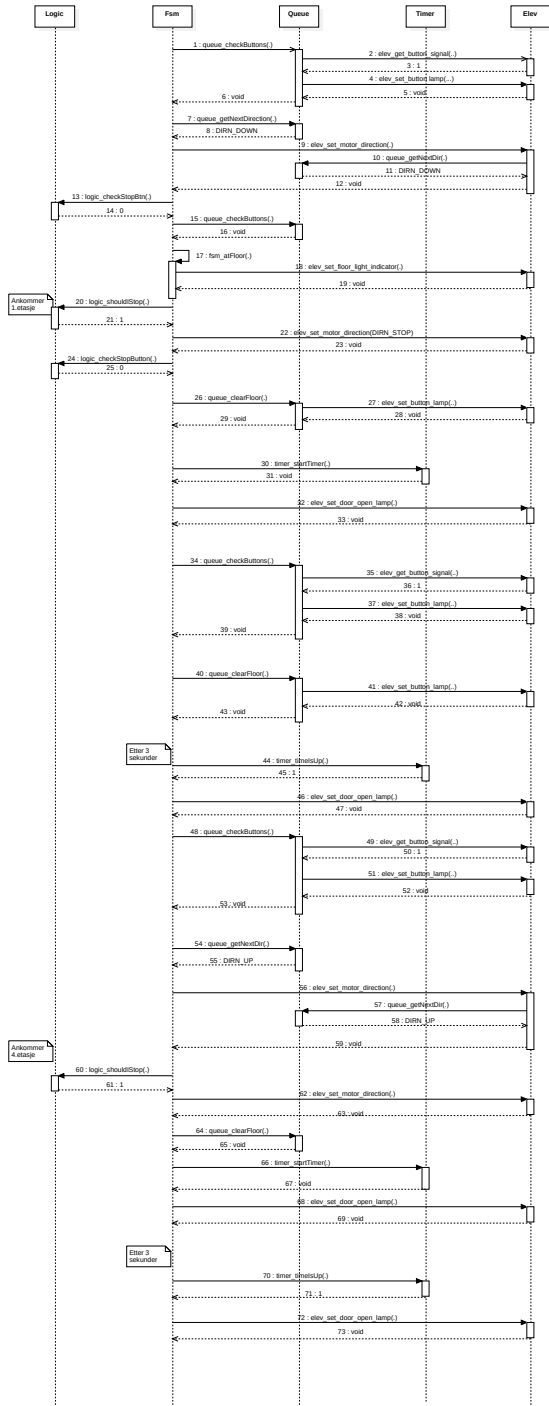 Logic
Fsm
Queue
Timer
Elev
1 : queue_checkButtons(.)
2 : elev_get_button_signal(..)
3 : 1
4 : elev_set_button_lamp(...)
5 : void
6 : void
7 : queue_getNextDirection(.)
8 : DIRN_DOWN
9 : elev_set_motor_direction(.)
10 : queue_getNextDir(.)
11 : DIRN_DOWN
12 : void
13 : logic_checkStopBtn(.)
14 : 0
15 : queue_checkButtons(.)
16 : void
17 : fsm_atFloor(.)
18 : elev_set_floor_light_indicator(.)
19 : void
Ankommer
1.etasje
20 : logic_shouldIStop(.)
21 : 1
22 : elev_set_motor_direction(DIRN_STOP)
23 : void
24 : logic_checkStopButton(.)
25 : 0
26 : queue_clearFloor(.)
27 : elev_set_button_lamp(..)
28 : void
29 : void
30 : timer_startTimer(.)
31 : void
32 : elev_set_door_open_lamp(.)
33 : void
34 : queue_checkButtons(.)
35 : elev_get_button_signal(..)
36 : 1
37 : elev_set_button_lamp(..)
38 : void
39 : void
40 : queue_clearFloor(.)
41 : elev_set_button_lamp(..)
42 : void
43 : void
Etter 3
sekunder
44 : timer_timeIsUp(.)
45 : 1
46 : elev_set_door_open_lamp(.)
47 : void
48 : queue_checkButtons(.)
49 : elev_get_button_signal(..)
50 : 1
51 : elev_set_button_lamp(..)
52 : void
53 : void
54 : queue_getNextDir(.)
55 : DIRN_UP
56 : elev_set_motor_direction(.)
57 : queue_getNextDir(.)
58 : DIRN_UP
59 : void
Ankommer
4.etasje
60 : logic_shouldIStop(.)
61 : 1
62 : elev_set_motor_direction(.)
63 : void
64 : queue_clearFloor(.)
65 : void
66 : timer_startTimer(.)
67 : void
68 : elev_set_door_open_lamp(.)
69 : void
Etter 3
sekunder
70 : timer_timeIsUp(.)
71 : 1
72 : elev_set_door_open_lamp(.)
73 : void